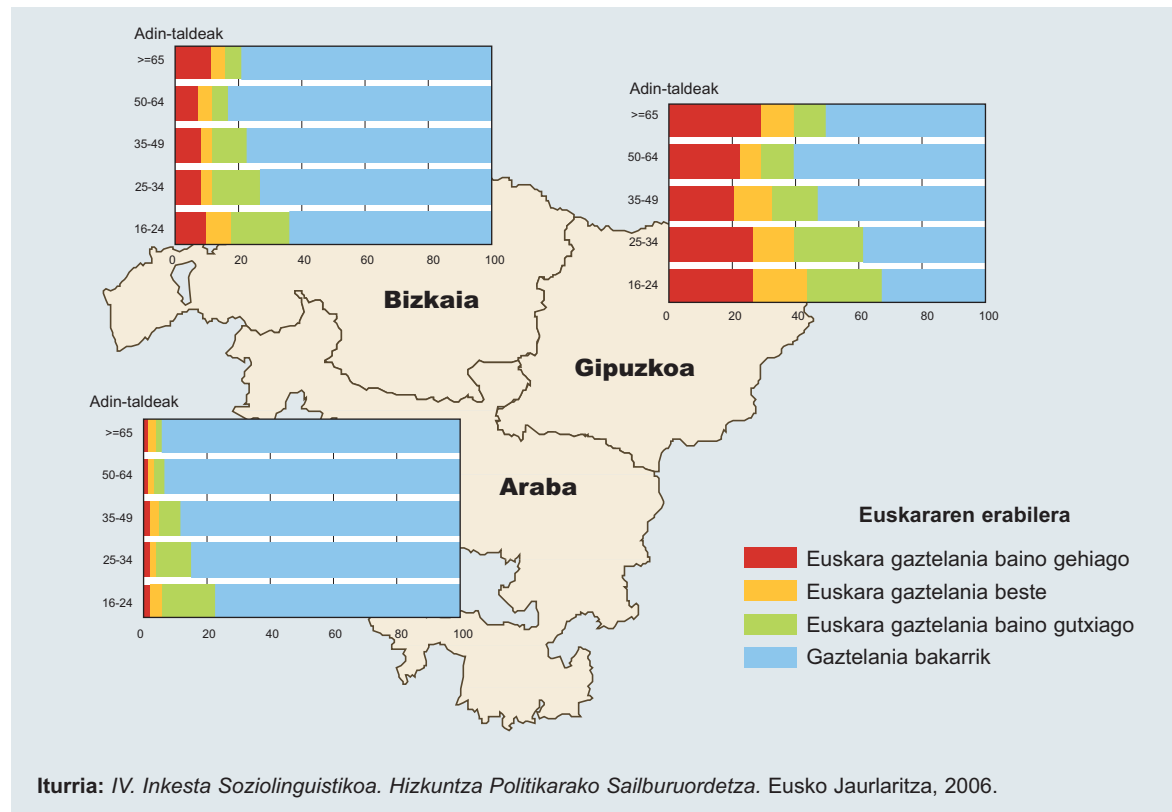 Adin-taldeak
>=65
50-64
35-49
25-34
16-24
0 20 40 60 80 100
Adin-taldeak
>=65
50-64
35-49
25-34
16-24
0 20 40 60 80 100
Bizkaia
Gipuzkoa
Adin-taldeak
>=65
50-64
35-49
25-34
16-24
0 20 40 60 80 100
Araba
Euskararen erabilera
Euskara gaztelania baino gehiago
Euskara gaztelania beste
Euskara gaztelania baino gutxiago
Gaztelania bakarrik
Iturria: IV. Inkesta Soziolinguistikoa. Hizkuntza Politikarako Sailburuordetza. Eusko Jaurlaritza, 2006.